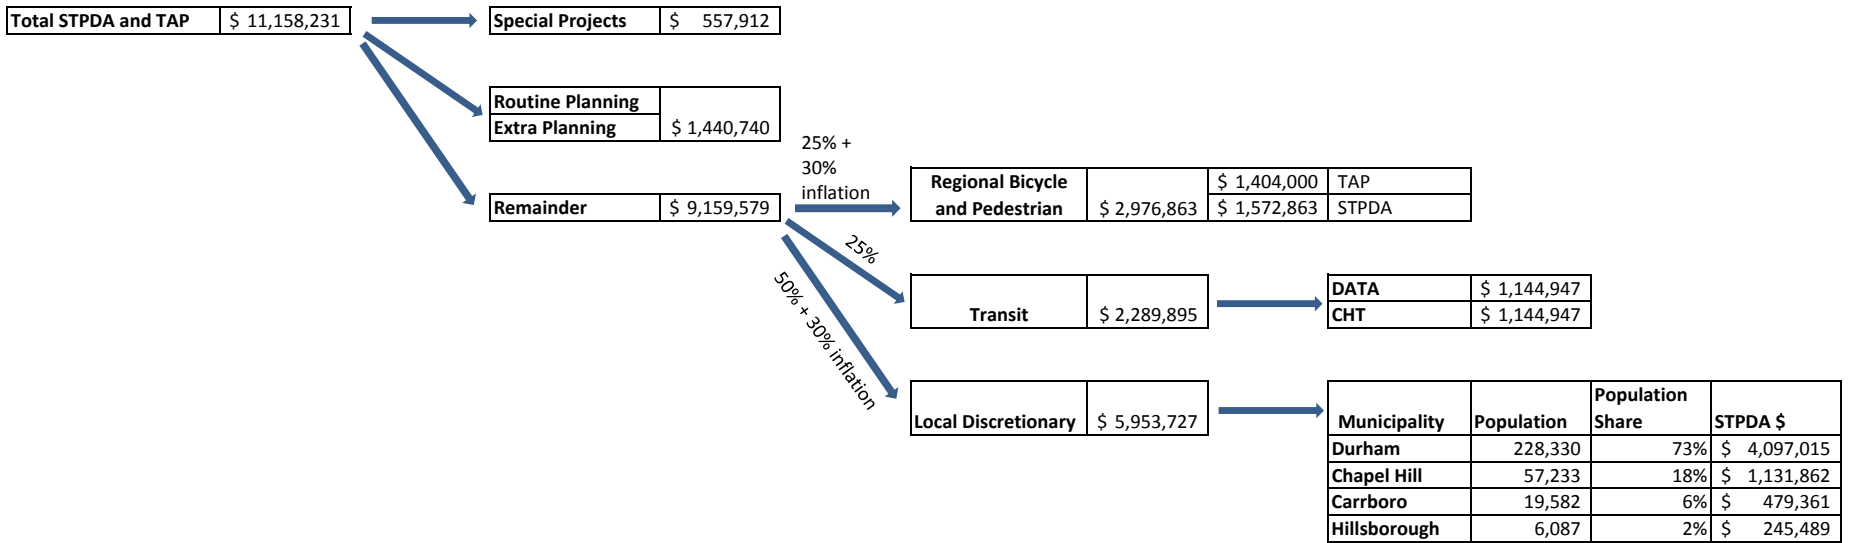 Total STPDA and TAP $ 11,158,231
Special Projects $ 557,912
Routine Planning
Extra Planning $ 1,440,740
Remainder $ 9,159,579
25% +
30%
inflation
25%
50% + 30% inflation
Regional Bicycle
and Pedestrian $ 2,976,863
$ 1,404,000 TAP
$ 1,572,863 STPDA
Transit $ 2,289,895
DATA $ 1,144,947
CHT $ 1,144,947
Local Discretionary $ 5,953,727
Municipality Population Population Share STPDA $
Durham 228,330 73% $ 4,097,015
Chapel Hill 57,233 18% $ 1,131,862
Carrboro 19,582 6% $ 479,361
Hillsborough 6,087 2% $ 245,489